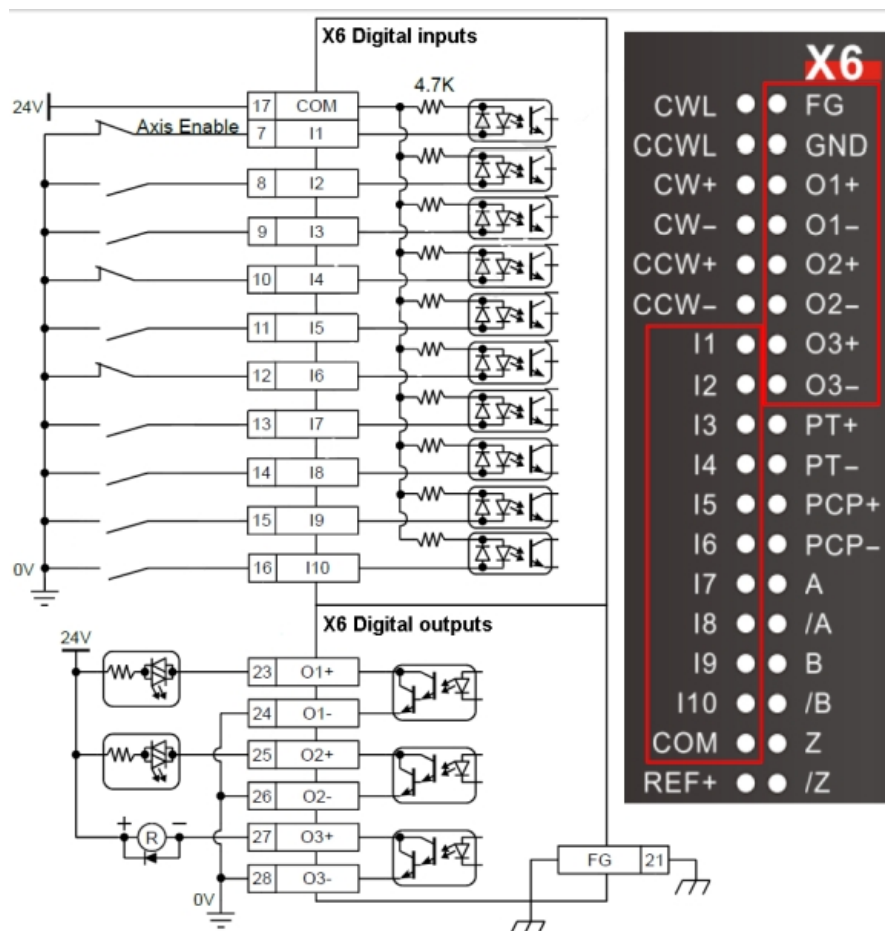 X6 Digital inputs
4.7K
24V
17 COM
Axis Enable
7 I1
8 I2
9 I3
10 I4
11 I5
12 I6
13 I7
14 I8
15 I9
0V
16 I10
X6 Digital outputs
24V
23 O1+
24 O1-
25 O2+
26 O2-
+ R −
27 O3+
28 O3-
0V
FG 21
X6
CWL FG
CCWL GND
CW+ O1+
CW− O1−
CCW+ O2+
CCW− O2−
I1 O3+
I2 O3−
I3 PT+
I4 PT−
I5 PCP+
I6 PCP−
I7 A
I8 /A
I9 B
I10 /B
COM Z
REF+ /Z